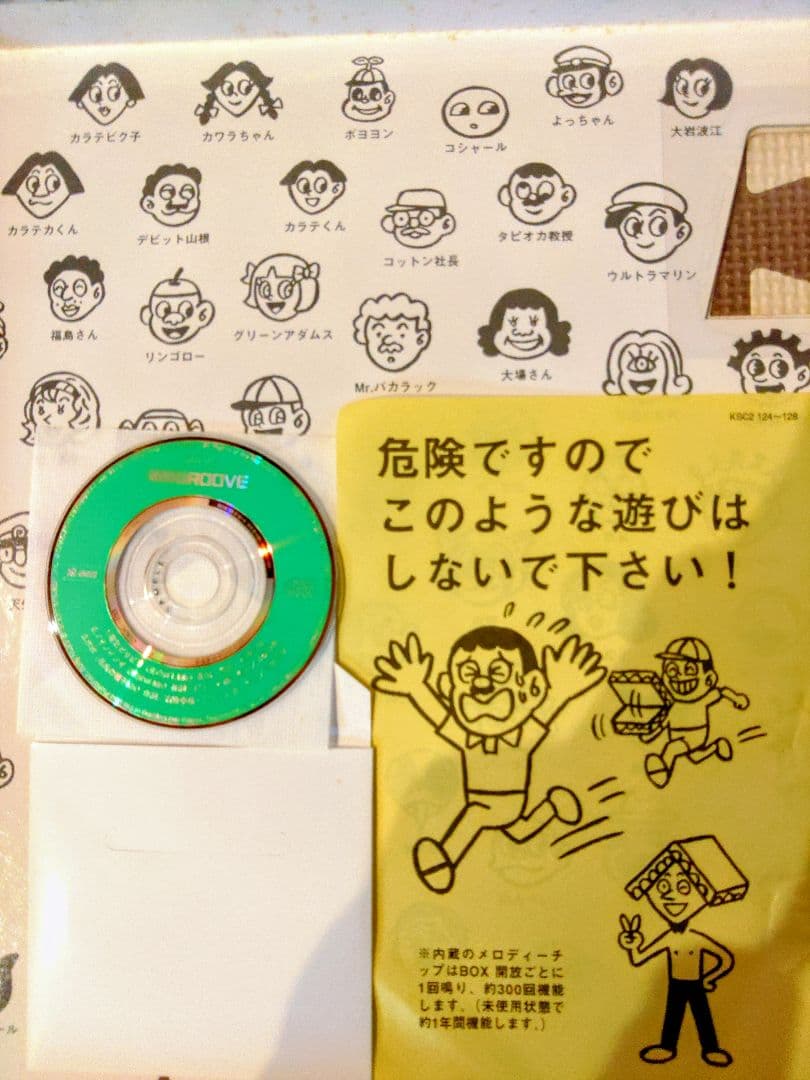 カラテピク子
カワラちゃん
ボヨヨン
コシャール
よっちゃん
大岩波江
カラテカくん
デビット山根
カラテくん
コットン社長
タピオカ教授
ウルトラマリン
福島さん
リンゴロー
グリーンアダムス
Mr.バカラック
大場さん
KSC2 124〜128
危険ですので
このような遊びは
しないで下さい！
GROOVE
※内蔵のメロディーチ
ップはBOX 開放ごとに
1回鳴り、約300回機能
します。（未使用状態で
約1年間機能します。）
ール